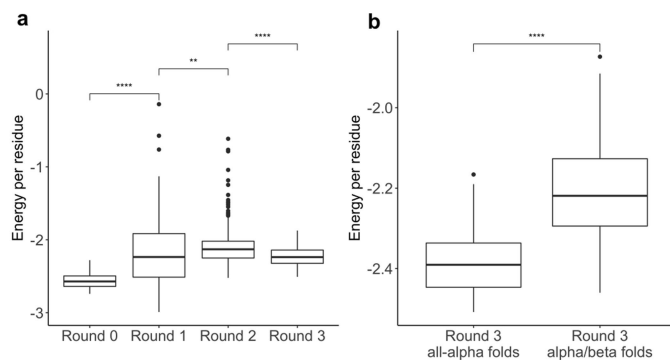 a
b
Energy per residue
0
-1
-2
-3
****
**
****
Round 0
Round 1
Round 2
Round 3
Energy per residue
-2.0
-2.2
-2.4
****
Round 3
all-alpha folds
Round 3
alpha/beta folds